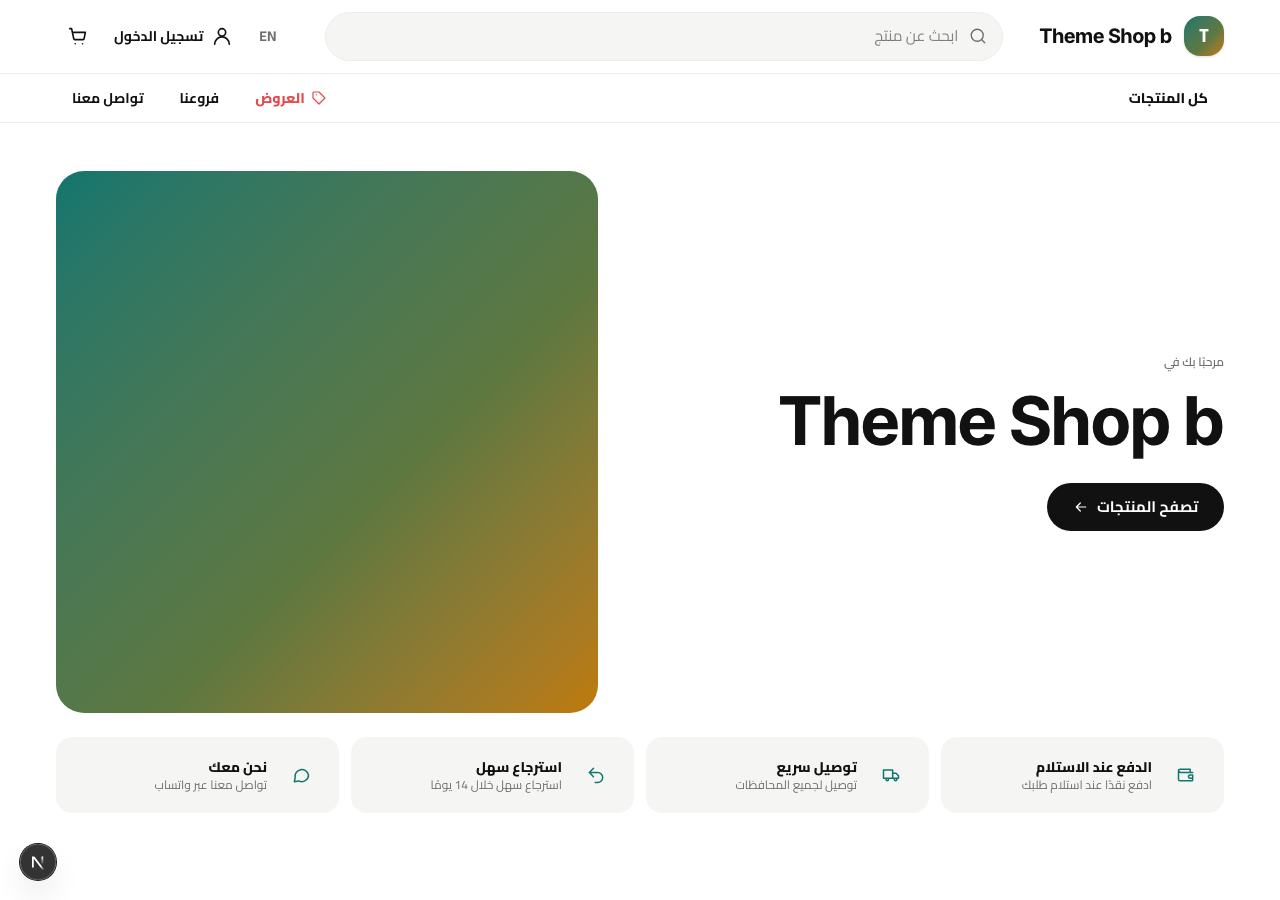 T
Theme Shop b
ابحث عن منتج
EN
تسجيل الدخول
كل المنتجات
العروض
فروعنا
تواصل معنا
مرحبًا بك في
Theme Shop b
تصفح المنتجات
الدفع عند الاستلام
ادفع نقدًا عند استلام طلبك
توصيل سريع
توصيل لجميع المحافظات
استرجاع سهل
استرجاع سهل خلال 14 يومًا
نحن معك
تواصل معنا عبر واتساب
N